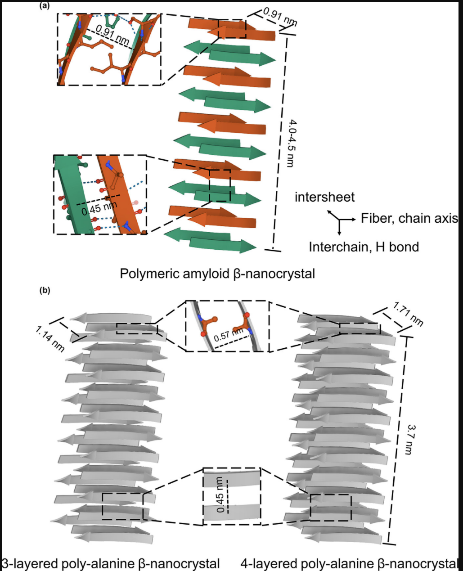 (a)
0.91 nm
0.91 nm
4.0-4.5 nm
0.45 nm
intersheet
Fiber, chain axis
Interchain, H bond
Polymeric amyloid β-nanocrystal
(b)
1.14 nm
0.57 nm
1.71 nm
3.7 nm
0.45 nm
3-layered poly-alanine β-nanocrystal
4-layered poly-alanine β-nanocrystal